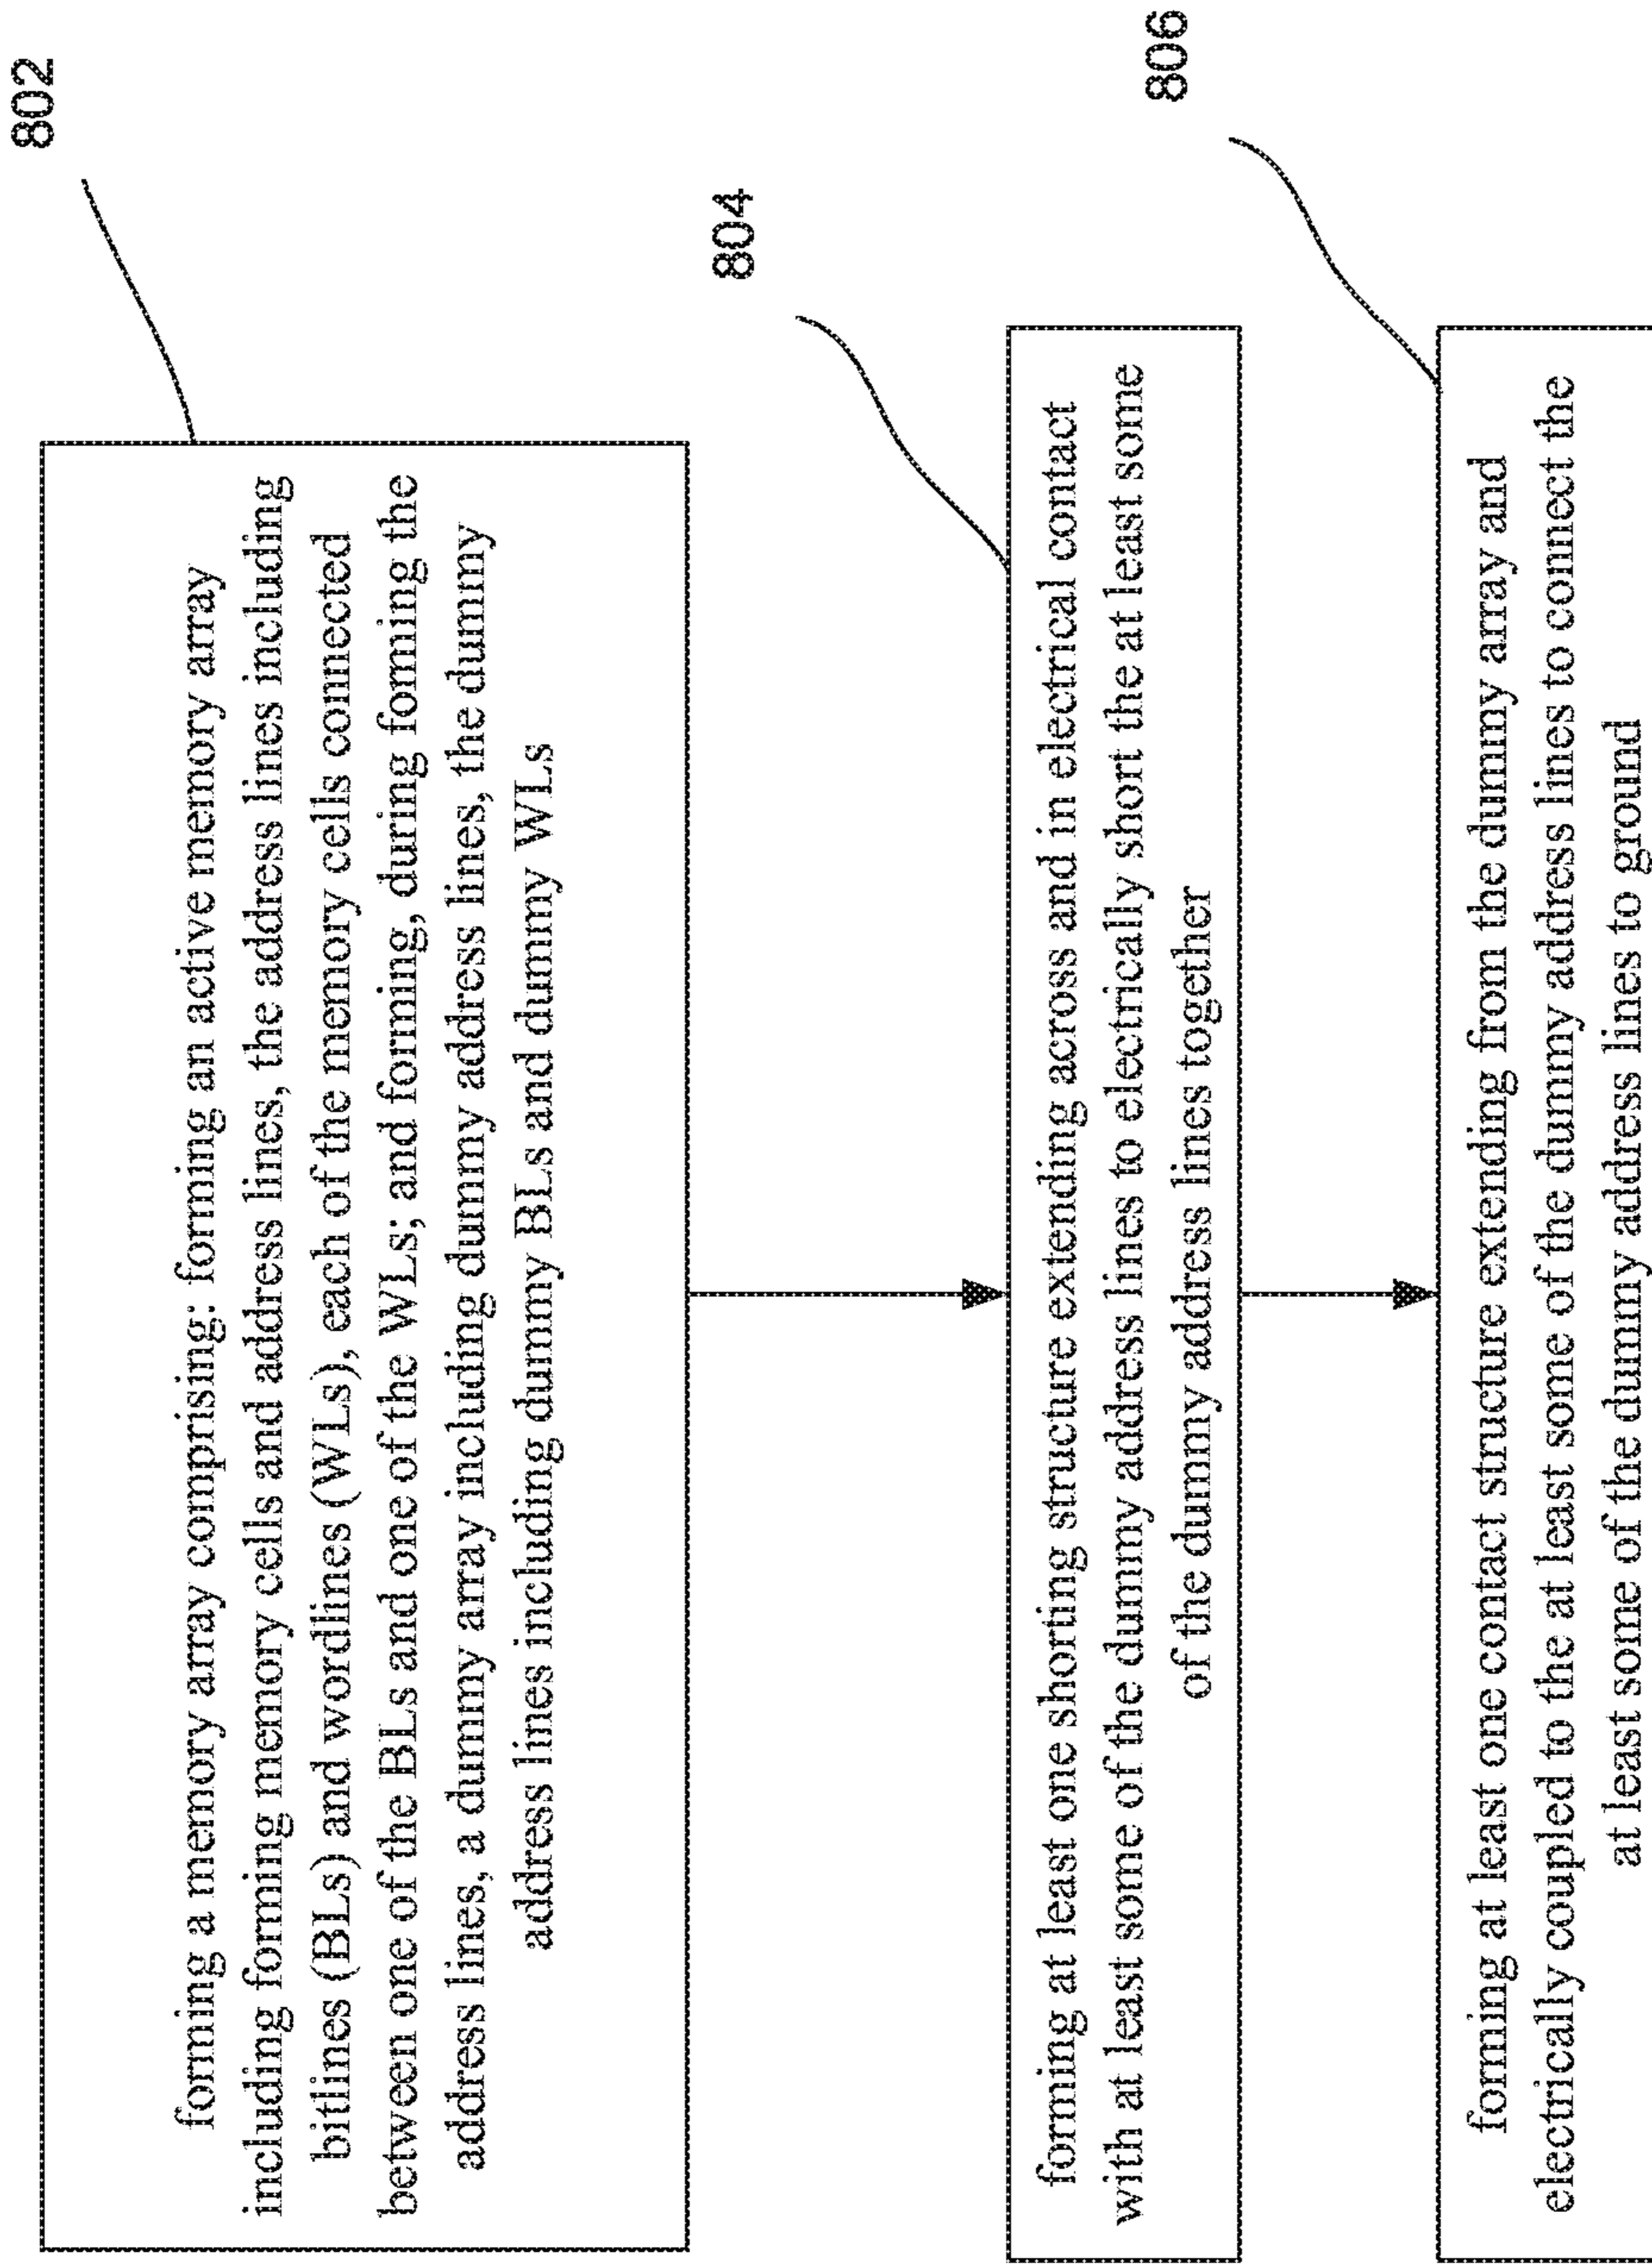 802
forming a memory array comprising: forming an active memory array
including forming memory cells and address lines, the address lines including
bitlines (BLs) and wordlines (WLs), each of the memory cells connected
between one of the BLs and one of the WLs; and forming, during foming the
address lines, a dummy array including dummy address lines, the dummy
address lines including dummy BLs and dummy WLs
804
forming at least one shorting structure extending across and in electrical contact
with at least some of the dummy address lines to electrically short the at least some
of the dummy address lines together
806
forming at least one contact structure extending from the dummy array and
electrically coupled to the at least some of the dummy address lines to connect the
at least some of the dummy address lines to ground